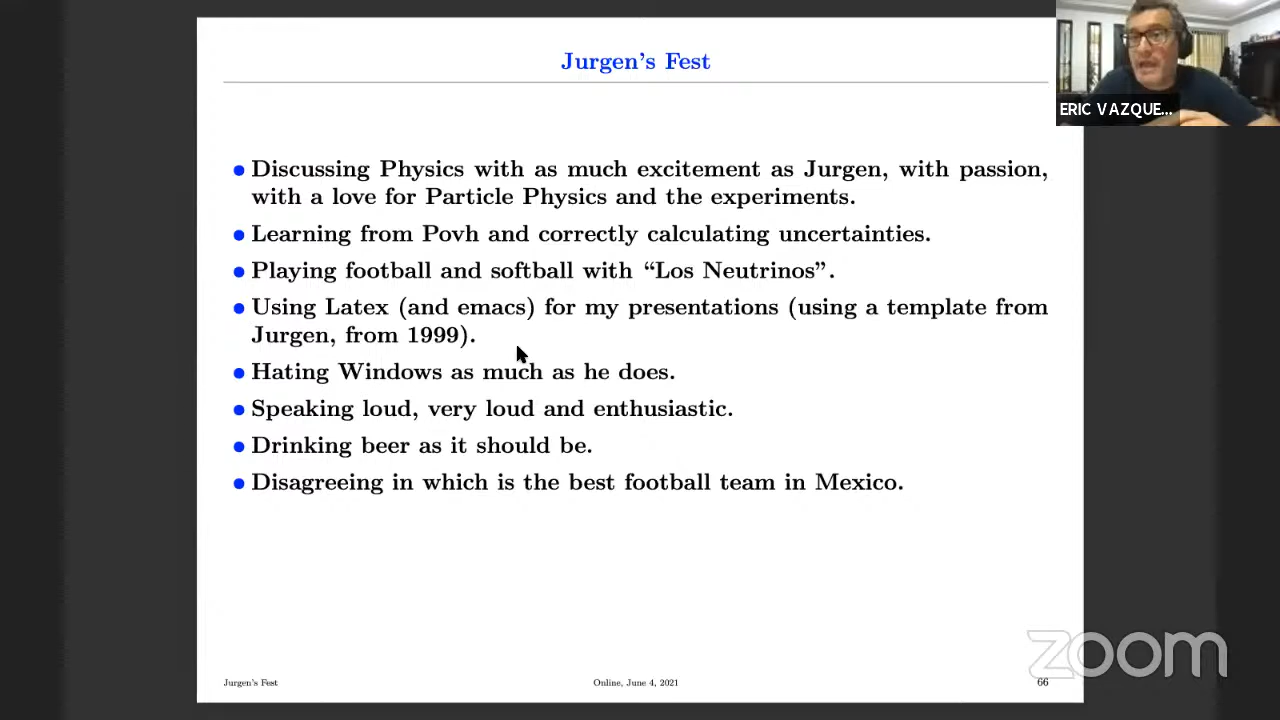 Jurgen's Fest
ERIC VAZQUE...
● Discussing Physics with as much excitement as Jurgen, with passion,
with a love for Particle Physics and the experiments.
● Learning from Povh and correctly calculating uncertainties.
● Playing football and softball with “Los Neutrinos”.
● Using Latex (and emacs) for my presentations (using a template from
Jurgen, from 1999).
● Hating Windows as much as he does.
● Speaking loud, very loud and enthusiastic.
● Drinking beer as it should be.
● Disagreeing in which is the best football team in Mexico.
zoom
Jurgen's Fest
Online, June 4, 2021
66